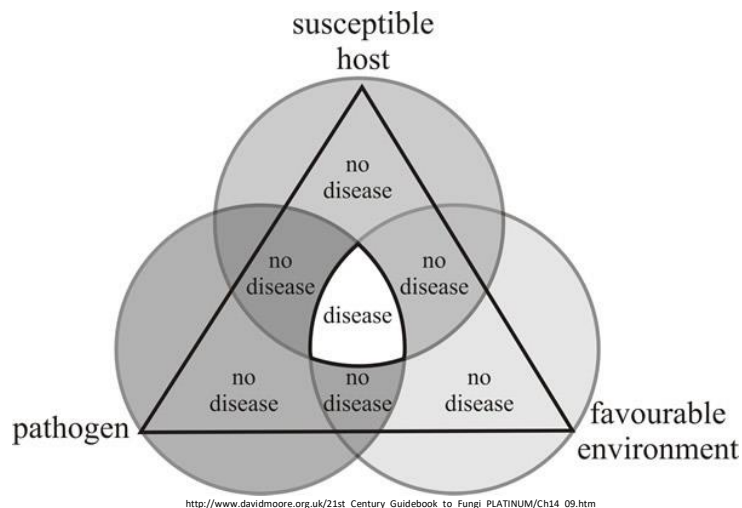 susceptible
host
no
disease
no
disease
no
disease
disease
no
disease
no
disease
no
disease
pathogen
favourable
environment
http://www.davidmoore.org.uk/21st_Century_Guidebook_to_Fungi_PLATINUM/Ch14_09.htm